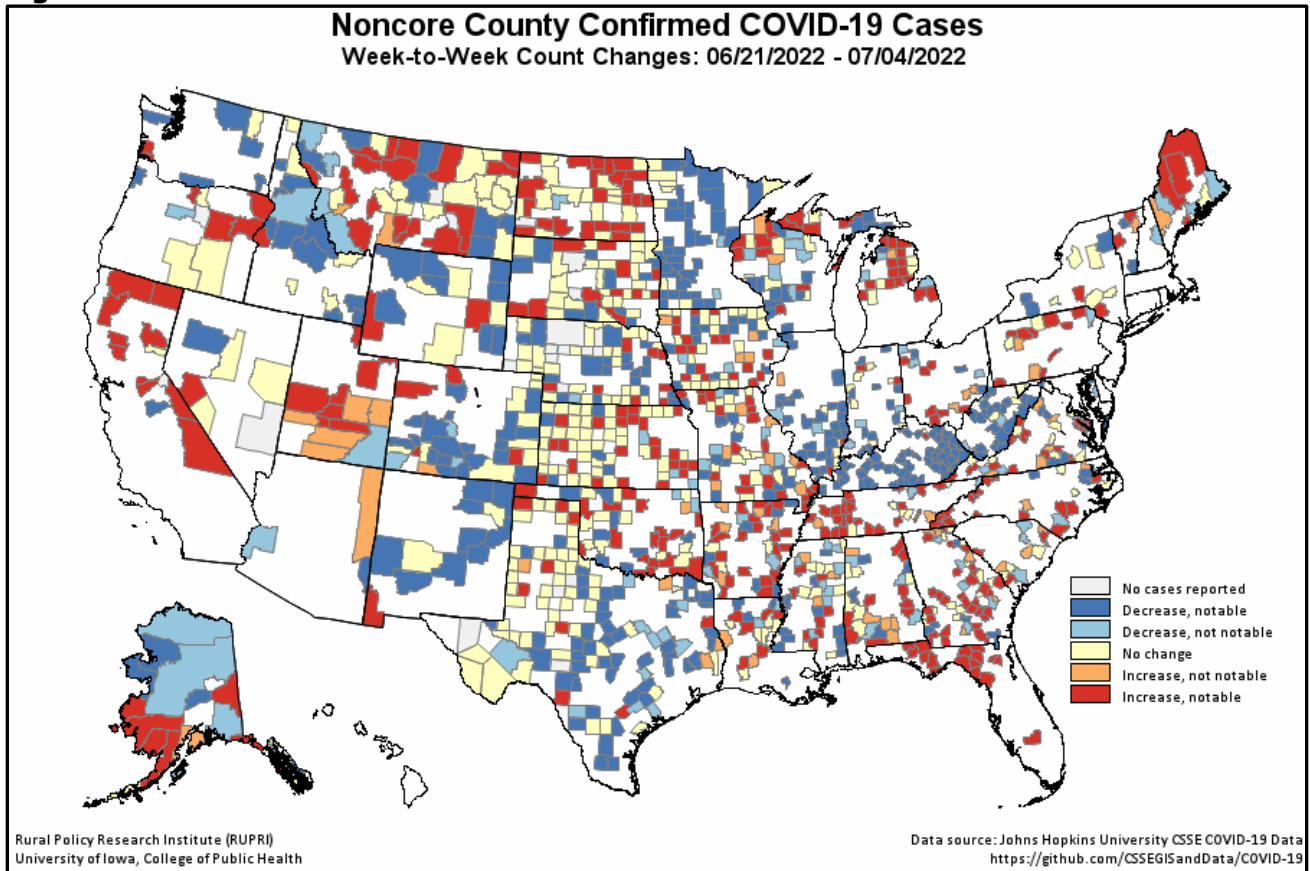 Noncore County Confirmed COVID-19 Cases
Week-to-Week Count Changes: 06/21/2022 - 07/04/2022
No cases reported
Decrease, notable
Decrease, not notable
No change
Increase, not notable
Increase, notable
Rural Policy Research Institute (RUPRI)
University of Iowa, College of Public Health
Data source: Johns Hopkins University CSSE COVID-19 Data
https://github.com/CSSEGISandData/COVID-19